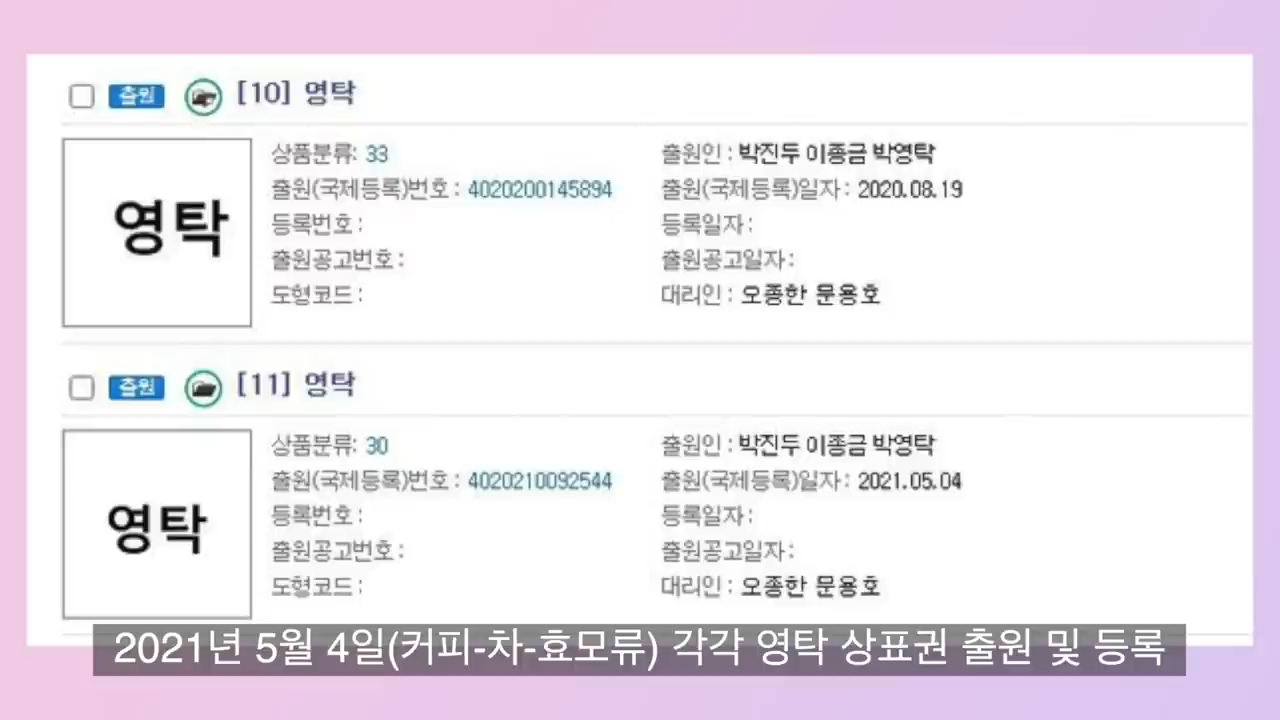 출원 [10] 영탁
영탁
상품분류: 33
출원인 : 박진두 이종금 박영탁
출원(국제등록)번호 : 4020200145894
출원(국제등록)일자 : 2020.08.19
등록번호 :
등록일자 :
출원공고번호 :
출원공고일자 :
도형코드 :
대리인 : 오종한 문용호
출원 [11] 영탁
영탁
상품분류: 30
출원인 : 박진두 이종금 박영탁
출원(국제등록)번호 : 4020210092544
출원(국제등록)일자 : 2021.05.04
등록번호 :
등록일자 :
출원공고번호 :
출원공고일자 :
도형코드 :
대리인 : 오종한 문용호
2021년 5월 4일(커피-차-효모류) 각각 영탁 상표권 출원 및 등록